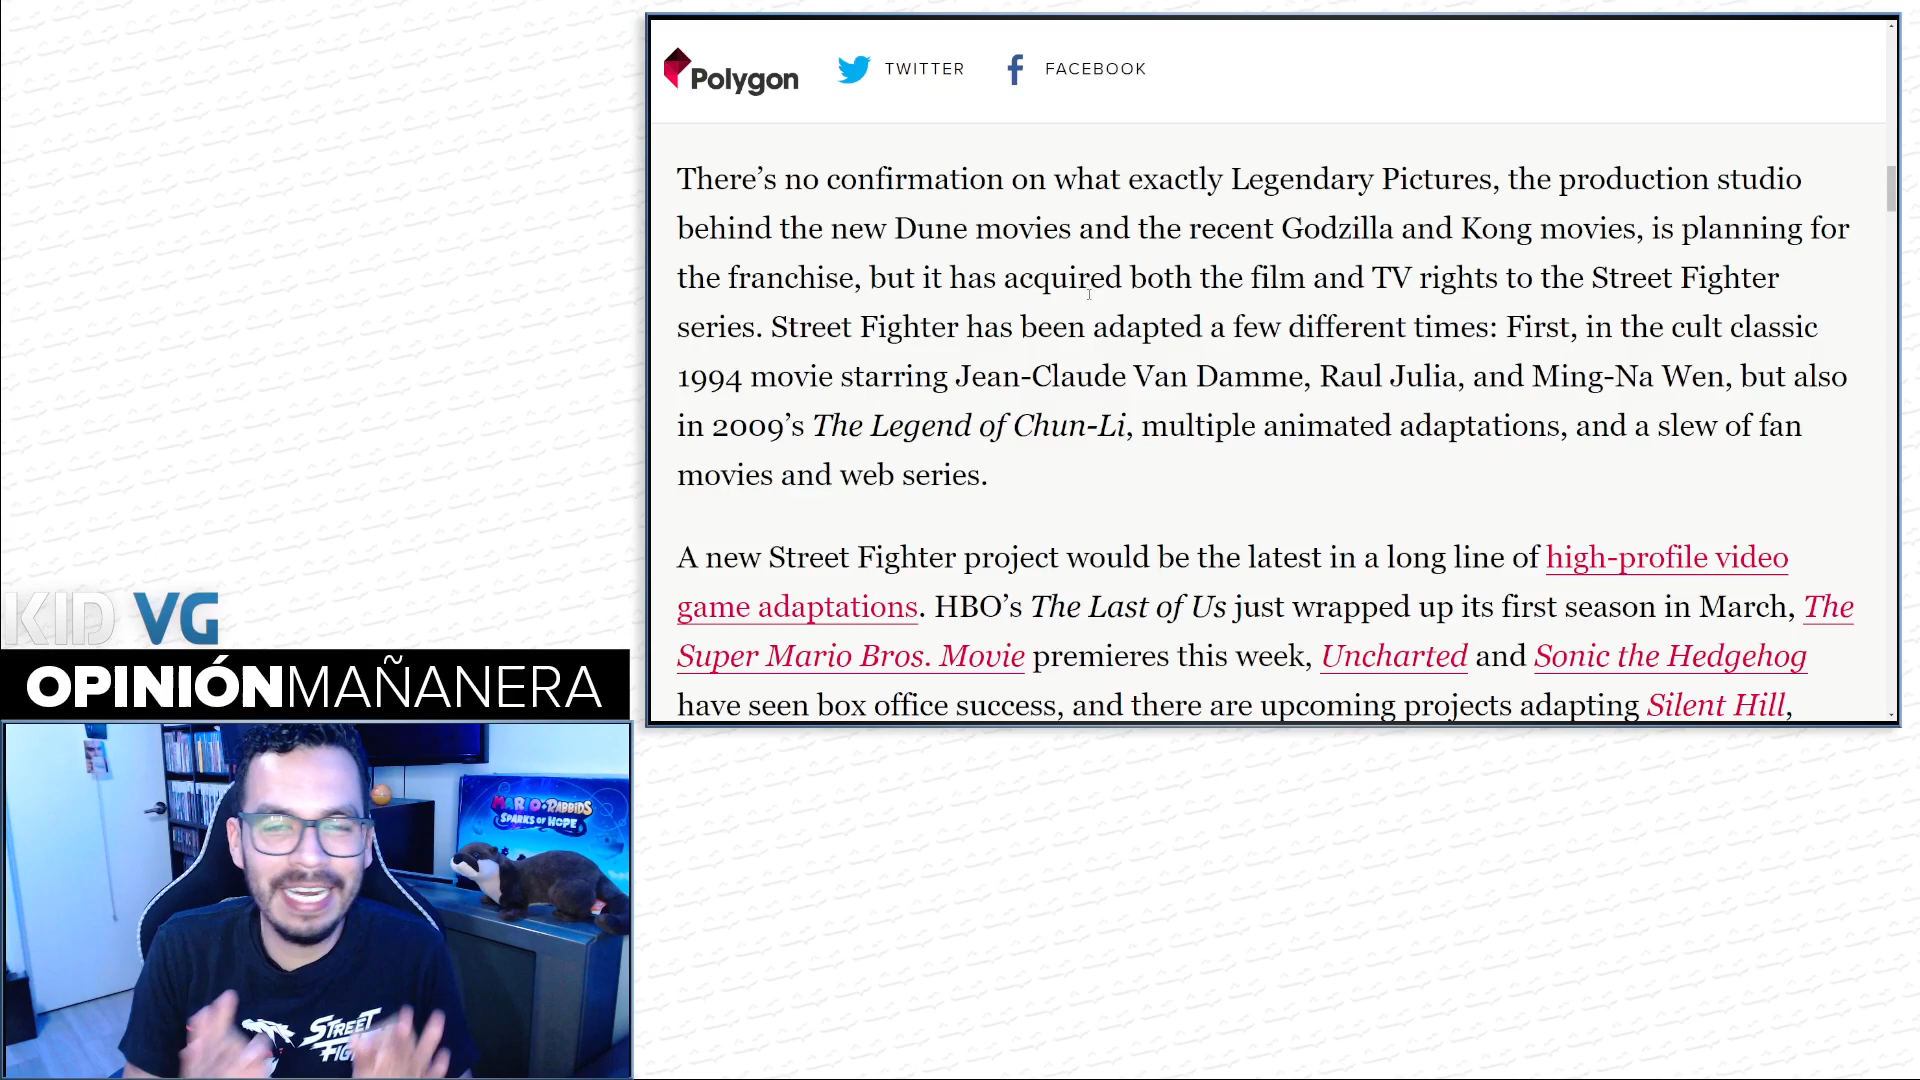 Polygon
TWITTER
FACEBOOK
There’s no confirmation on what exactly Legendary Pictures, the production studio
behind the new Dune movies and the recent Godzilla and Kong movies, is planning for
the franchise, but it has acquired both the film and TV rights to the Street Fighter
series. Street Fighter has been adapted a few different times: First, in the cult classic
1994 movie starring Jean-Claude Van Damme, Raul Julia, and Ming-Na Wen, but also
in 2009’s The Legend of Chun-Li, multiple animated adaptations, and a slew of fan
movies and web series.
A new Street Fighter project would be the latest in a long line of high-profile video
game adaptations. HBO’s The Last of Us just wrapped up its first season in March, The
Super Mario Bros. Movie premieres this week, Uncharted and Sonic the Hedgehog
have seen box office success, and there are upcoming projects adapting Silent Hill,
KID VG
OPINIÓNMAÑANERA
MARIO+RABBIDS
SPARKS OF HOPE
STREET